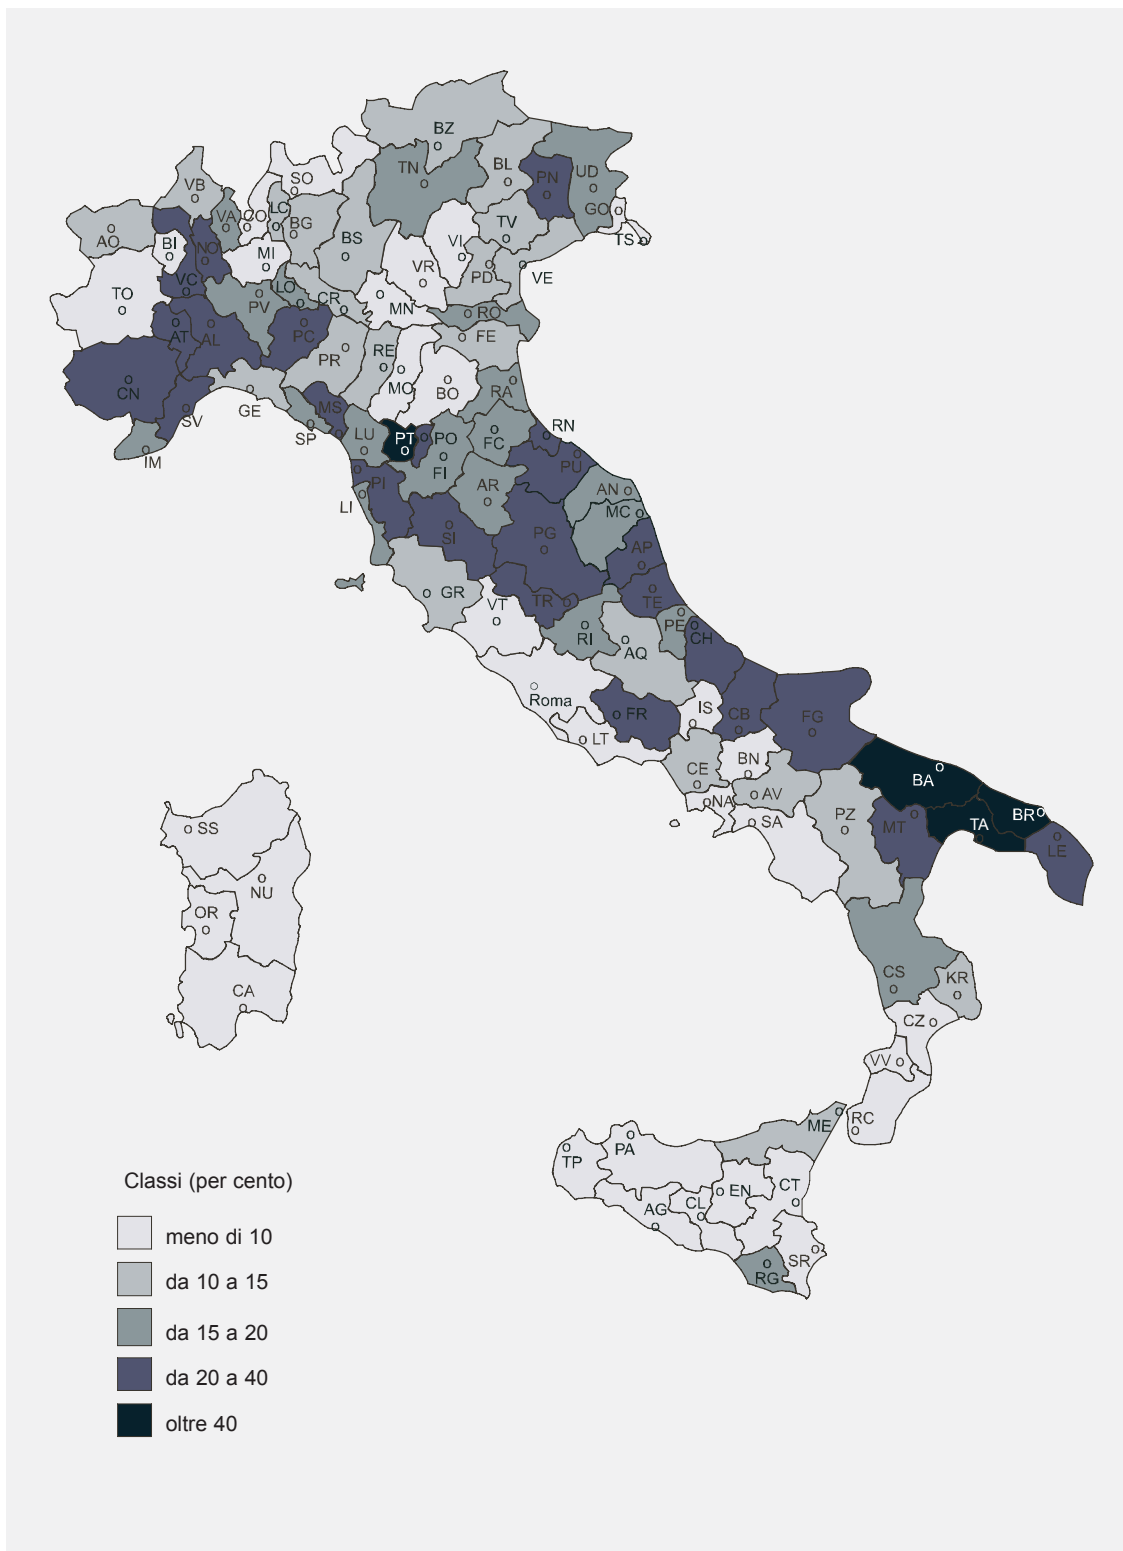 BZ
BL
TN
PN
UD
SO
VB
LC
VA
CO
BG
GO
TV
AO
BI
BS
VI
TS
NO
MI
VR
PD
VE
VC
TO
LO
PV
CR
MN
RO
AT
AL
PC
FE
PR
RE
MO
BO
CN
RA
MS
GE
SV
SP
LU
PT
PO
FC
RN
IM
FI
PU
PI
AR
AN
LI
MC
SI
PG
AP
GR
VT
TR
TE
RI
PE
CH
AQ
Roma
FR
IS
CB
FG
LT
BN
CE
BA
NA
AV
SA
PZ
MT
TA
BR
LE
SS
NU
OR
CS
KR
CA
CZ
VV
RC
ME
PA
TP
EN
CT
AG
CL
SR
RG
Classi (per cento)
meno di 10
da 10 a 15
da 15 a 20
da 20 a 40
oltre 40